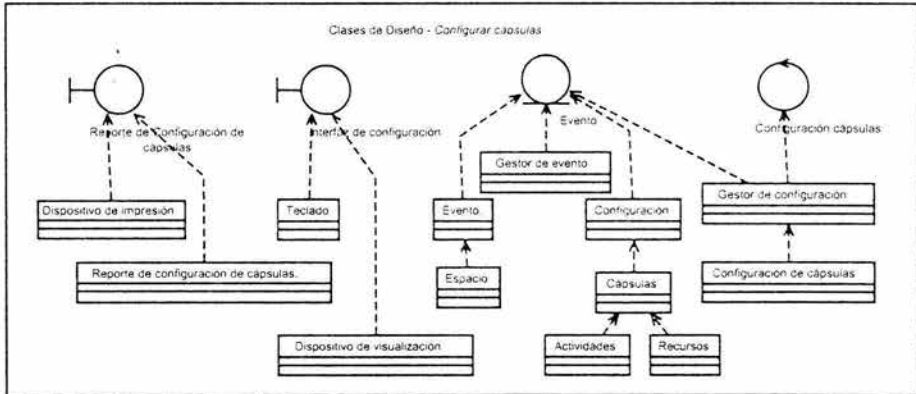 Clases de Diseño - Configurar cápsulas
Reporte de Configuración de
cápsulas
Interfaz de configuración
Evento
Configuración cápsulas
Gestor de evento
Dispositivo de impresión
Teclado
Evento
Configuración
Gestor de configuración
Reporte de configuración de cápsulas.
Espacio
Cápsulas
Configuración de cápsulas
Dispositivo de visualización
Actividades
Recursos